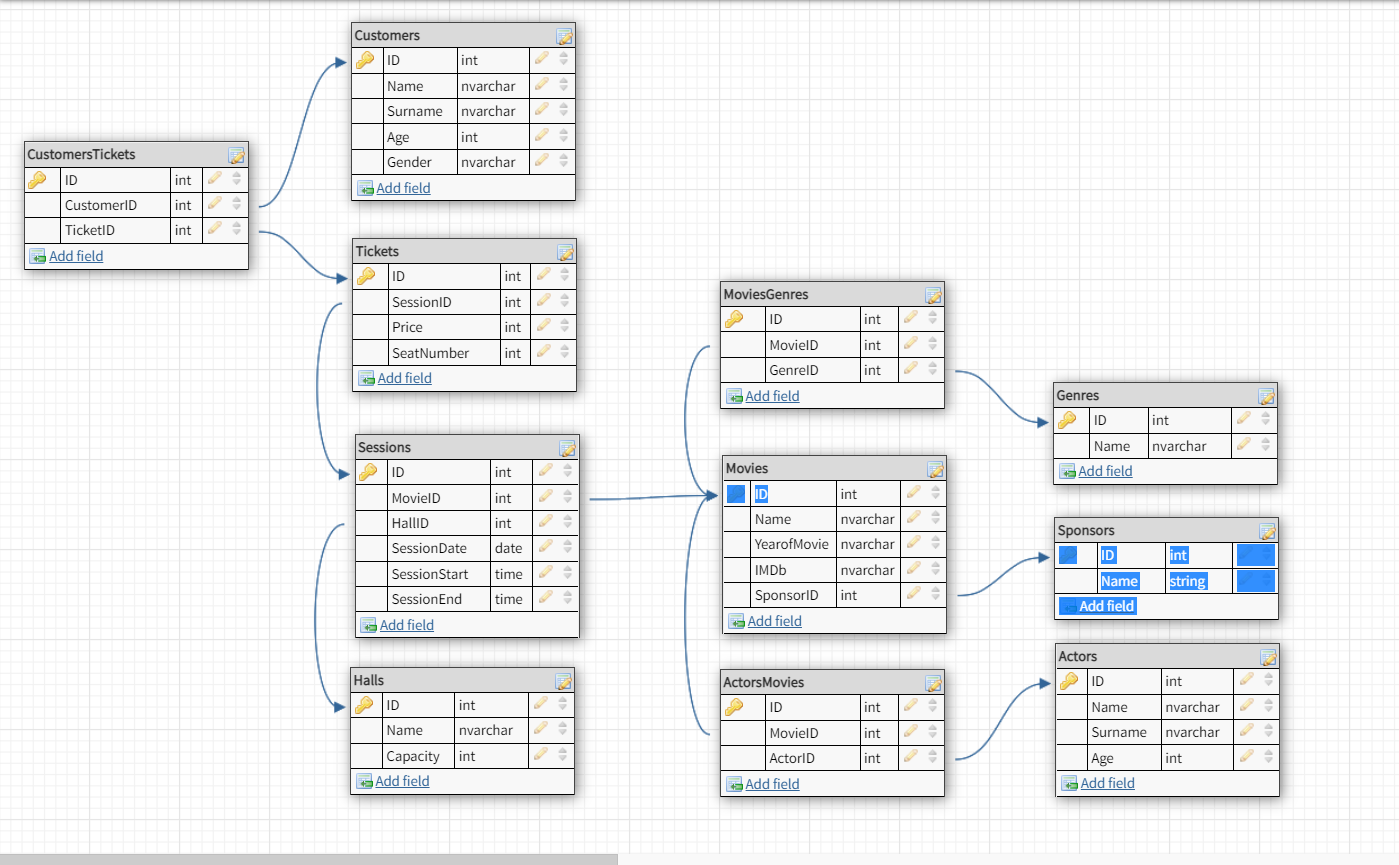 Customers
ID int
Name nvarchar
Surname nvarchar
Age int
Gender nvarchar
Add field
CustomersTickets
ID int
CustomerID int
TicketID int
Add field
Tickets
ID int
SessionID int
Price int
SeatNumber int
Add field
Sessions
ID int
MovieID int
HallID int
SessionDate date
SessionStart time
SessionEnd time
Add field
Halls
ID int
Name nvarchar
Capacity int
Add field
MoviesGenres
ID int
MovieID int
GenreID int
Add field
Movies
ID int
Name nvarchar
YearofMovie nvarchar
IMDb nvarchar
SponsorID int
Add field
ActorsMovies
ID int
MovieID int
ActorID int
Add field
Genres
ID int
Name nvarchar
Add field
Sponsors
ID int
Name string
Add field
Actors
ID int
Name nvarchar
Surname nvarchar
Age int
Add field